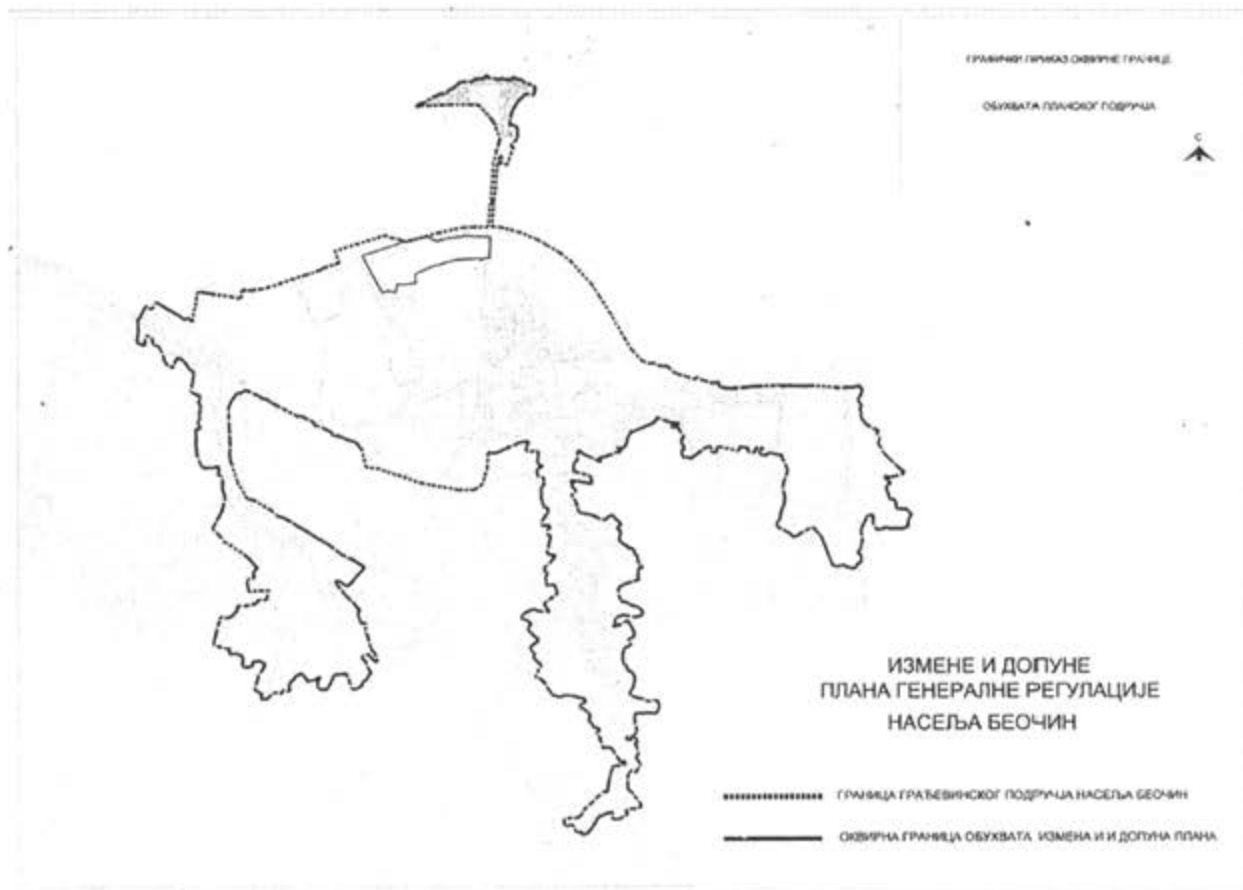 ГРАФИЧКИ ПРИКАЗ ОКВИРНЕ ГРАНИЦЕ
ОБУХВАТА ПЛАНСКОГ ПОДРУЧЈА
С
ИЗМЕНЕ И ДОПУНЕ
ПЛАНА ГЕНЕРАЛНЕ РЕГУЛАЦИЈЕ
НАСЕЉА БЕОЧИН
ГРАНИЦА ГРАЂЕВИНСКОГ ПОДРУЧЈА НАСЕЉА БЕОЧИН
ОКВИРНА ГРАНИЦА ОБУХВАТА ИЗМЕНА И И ДОПУНА ПЛАНА